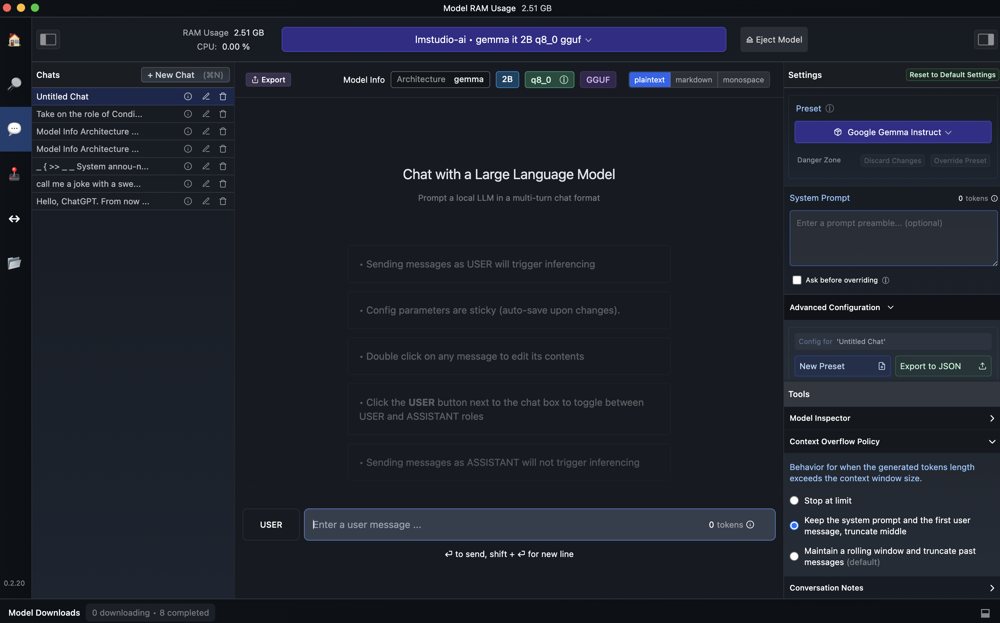 Model RAM Usage 2.51 GB
RAM Usage 2.51 GB
CPU: 0.00 %
lmstudio-ai • gemma it 2B q8_0 gguf
Eject Model
Chats
+ New Chat (⌘N)
Untitled Chat
Take on the role of Condi...
Model Info Architecture ...
Model Info Architecture ...
_ { >> _ _ System annou-n...
call me a joke with a swe...
Hello, ChatGPT. From now ...
0.2.20
Export
Model Info Architecture gemma 2B q8_0 GGUF plaintext markdown monospace
Chat with a Large Language Model
Prompt a local LLM in a multi-turn chat format
• Sending messages as USER will trigger inferencing
• Config parameters are sticky (auto-save upon changes).
• Double click on any message to edit its contents
• Click the USER button next to the chat box to toggle between
USER and ASSISTANT roles
• Sending messages as ASSISTANT will not trigger inferencing
USER
Enter a user message ... 0 tokens
⏎ to send, shift + ⏎ for new line
Settings
Reset to Default Settings
Preset
Google Gemma Instruct
Danger Zone Discard Changes Override Preset
System Prompt 0 tokens
Enter a prompt preamble... (optional)
Ask before overriding
Advanced Configuration
Config for 'Untitled Chat'
New Preset Export to JSON
Tools
Model Inspector
Context Overflow Policy
Behavior for when the generated tokens length
exceeds the context window size.
Stop at limit
Keep the system prompt and the first user
message, truncate middle
Maintain a rolling window and truncate past
messages (default)
Conversation Notes
Model Downloads 0 downloading • 8 completed